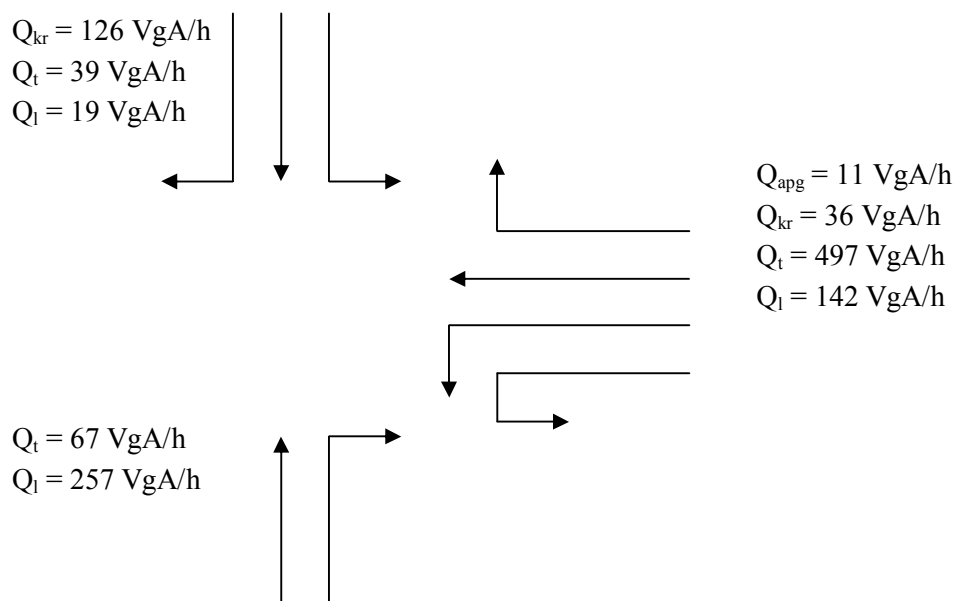 Qkr = 126 VgA/h
Qt = 39 VgA/h
Ql = 19 VgA/h
Qapg = 11 VgA/h
Qkr = 36 VgA/h
Qt = 497 VgA/h
Ql = 142 VgA/h
Qt = 67 VgA/h
Ql = 257 VgA/h